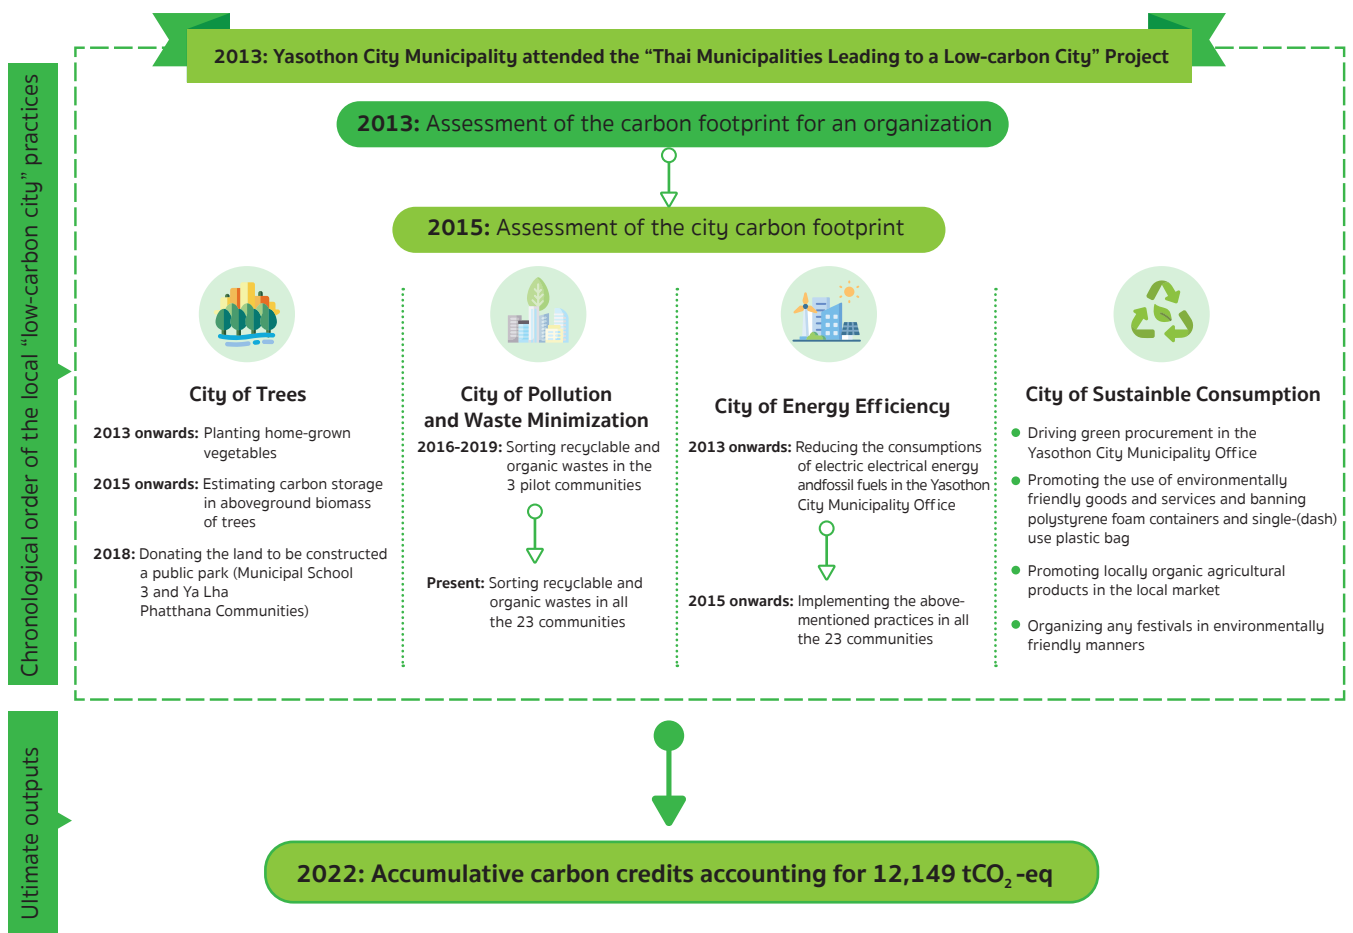 2013: Yasothon City Municipality attended the “Thai Municipalities Leading to a Low-carbon City” Project
Chronological order of the local “low-carbon city” practices
2013: Assessment of the carbon footprint for an organization
2015: Assessment of the city carbon footprint
City of Trees
2013 onwards: Planting home-grown
vegetables
2015 onwards: Estimating carbon storage
in aboveground biomass
of trees
2018: Donating the land to be constructed
a public park (Municipal School
3 and Ya Lha
Phatthana Communities)
City of Pollution
and Waste Minimization
2016-2019: Sorting recyclable and
organic wastes in the
3 pilot communities
Present: Sorting recyclable and
organic wastes in all
the 23 communities
City of Energy Efficiency
2013 onwards: Reducing the consumptions
of electric electrical energy
andfossil fuels in the Yasothon
City Municipality Office
2015 onwards: Implementing the above-
mentioned practices in all
the 23 communities
City of Sustainble Consumption
• Driving green procurement in the
Yasothon City Municipality Office
• Promoting the use of environmentally
friendly goods and services and banning
polystyrene foam containers and single-(dash)
use plastic bag
• Promoting locally organic agricultural
products in the local market
• Organizing any festivals in environmentally
friendly manners
Ultimate outputs
2022: Accumulative carbon credits accounting for 12,149 tCO₂-eq